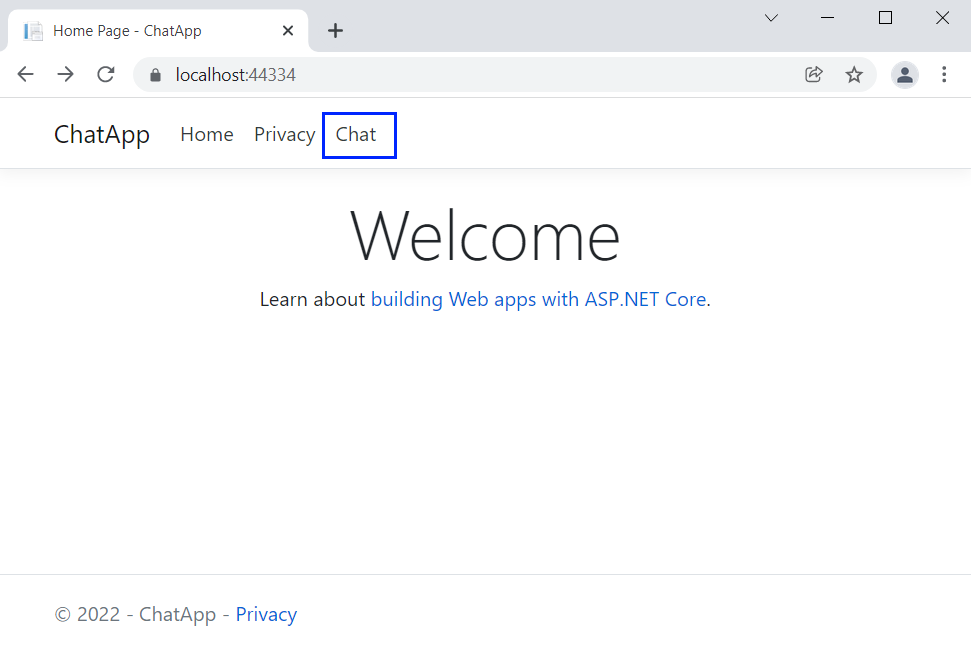 Home Page - ChatApp
localhost:44334
ChatApp Home Privacy Chat
Welcome
Learn about building Web apps with ASP.NET Core.
© 2022 - ChatApp - Privacy